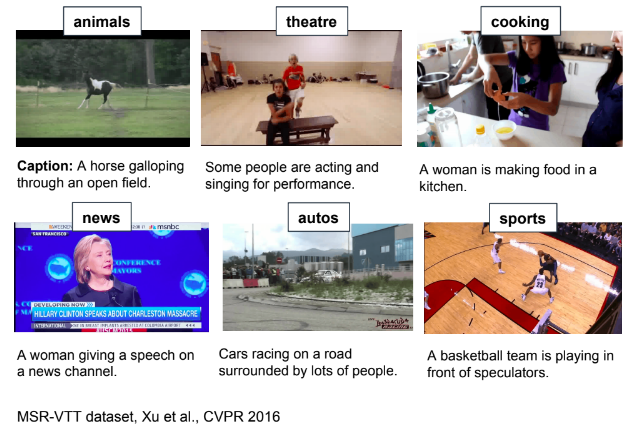 animals
theatre
cooking
Caption: A horse galloping
through an open field.
Some people are acting and
singing for performance.
A woman is making food in a
kitchen.
news
autos
sports
msnbc
"SAN FRANCISCO"
CONFERENCE
MAYORS
DEVELOPING NOW
HILLARY CLINTON SPEAKS ABOUT CHARLESTON MASSACRE
INTERNATIONAL
22
A woman giving a speech on
a news channel.
Cars racing on a road
surrounded by lots of people.
A basketball team is playing in
front of speculators.
MSR-VTT dataset, Xu et al., CVPR 2016